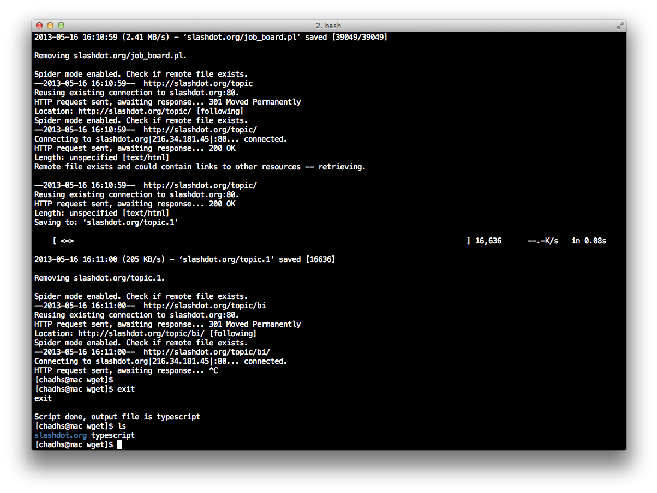 2. bash
2013-05-16 16:10:59 (2.41 MB/s) - 'slashdot.org/job_board.pl' saved [39049/39049]
Removing slashdot.org/job_board.pl.
Spider mode enabled. Check if remote file exists.
--2013-05-16 16:10:59-- http://slashdot.org/topic
Reusing existing connection to slashdot.org:80.
HTTP request sent, awaiting response... 301 Moved Permanently
Location: http://slashdot.org/topic/ [following]
Spider mode enabled. Check if remote file exists.
--2013-05-16 16:10:59-- http://slashdot.org/topic/
Connecting to slashdot.org|216.34.181.45|:80... connected.
HTTP request sent, awaiting response... 200 OK
Length: unspecified [text/html]
Remote file exists and could contain links to other resources -- retrieving.
--2013-05-16 16:10:59-- http://slashdot.org/topic/
Reusing existing connection to slashdot.org:80.
HTTP request sent, awaiting response... 200 OK
Length: unspecified [text/html]
Saving to: 'slashdot.org/topic.1'
[ <=> ] 16,636 --.-K/s in 0.08s
2013-05-16 16:11:00 (205 KB/s) - 'slashdot.org/topic.1' saved [16636]
Removing slashdot.org/topic.1.
Spider mode enabled. Check if remote file exists.
--2013-05-16 16:11:00-- http://slashdot.org/topic/bi
Reusing existing connection to slashdot.org:80.
HTTP request sent, awaiting response... 301 Moved Permanently
Location: http://slashdot.org/topic/bi/ [following]
Spider mode enabled. Check if remote file exists.
--2013-05-16 16:11:00-- http://slashdot.org/topic/bi/
Connecting to slashdot.org|216.34.181.45|:80... connected.
HTTP request sent, awaiting response... ^C
[chadhs@mac wget]$
[chadhs@mac wget]$ exit
exit
Script done, output file is typescript
[chadhs@mac wget]$ ls
slashdot.org typescript
[chadhs@mac wget]$